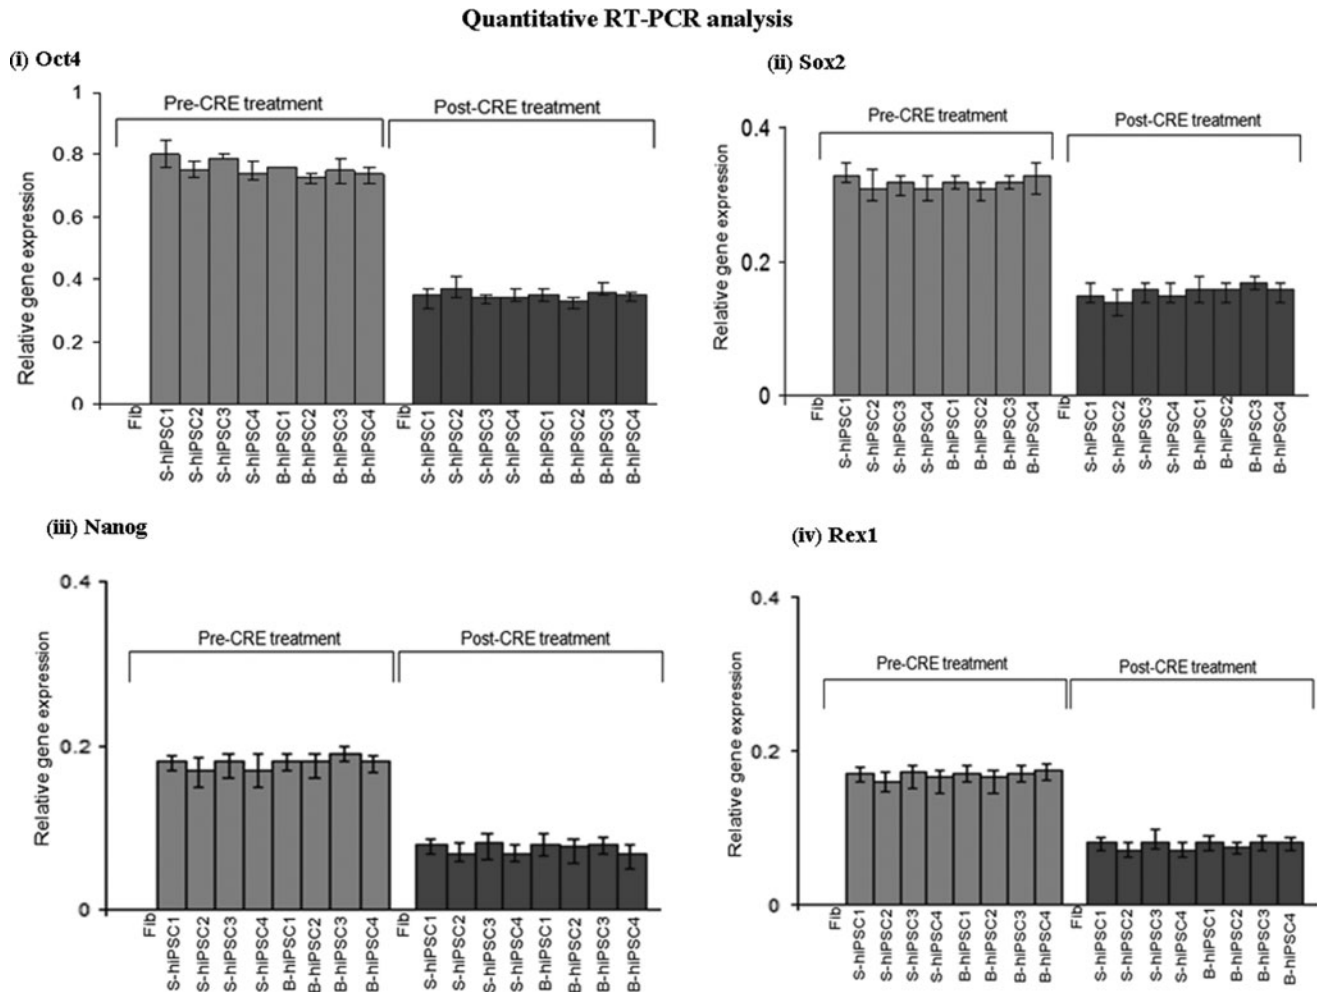 Quantitative RT-PCR analysis
(i) Oct4
Relative gene expression
1
0.8
0.6
0.4
0.2
0
Pre-CRE treatment
Post-CRE treatment
Fib
S-hiPSC1
S-hiPSC2
S-hiPSC3
S-hiPSC4
B-hiPSC1
B-hiPSC2
B-hiPSC3
B-hiPSC4
Fib
S-hiPSC1
S-hiPSC2
S-hiPSC3
S-hiPSC4
B-hiPSC1
B-hiPSC2
B-hiPSC3
B-hiPSC4
(ii) Sox2
Relative gene expression
0.4
0.2
0
Pre-CRE treatment
Post-CRE treatment
Fib
S-hiPSC1
S-hiPSC2
S-hiPSC3
S-hiPSC4
B-hiPSC1
B-hiPSC2
B-hiPSC3
B-hiPSC4
Fib
S-hiPSC1
S-hiPSC2
S-hiPSC3
S-hiPSC4
B-hiPSC1
B-hiPSC2
B-hiPSC3
B-hiPSC4
(iii) Nanog
Relative gene expression
0.4
0.2
0
Pre-CRE treatment
Post-CRE treatment
Fib
S-hiPSC1
S-hiPSC2
S-hiPSC3
S-hiPSC4
B-hiPSC1
B-hiPSC2
B-hiPSC3
B-hiPSC4
Fib
S-hiPSC1
S-hiPSC2
S-hiPSC3
S-hiPSC4
B-hiPSC1
B-hiPSC2
B-hiPSC3
B-hiPSC4
(iv) Rex1
Relative gene expression
0.4
0.2
0
Pre-CRE treatment
Post-CRE treatment
Fib
S-hiPSC1
S-hiPSC2
S-hiPSC3
S-hiPSC4
B-hiPSC1
B-hiPSC2
B-hiPSC3
B-hiPSC4
Fib
S-hiPSC1
S-hiPSC2
S-hiPSC3
S-hiPSC4
B-hiPSC1
B-hiPSC2
B-hiPSC3
B-hiPSC4